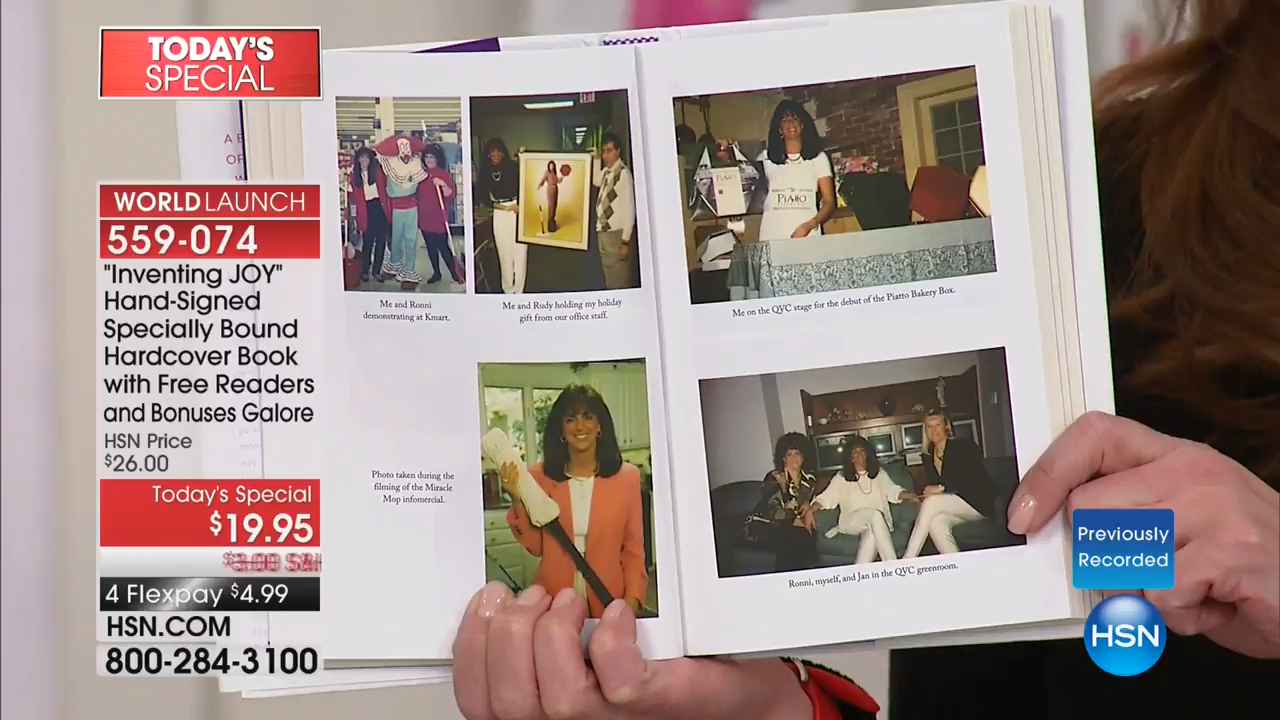 TODAY'S
SPECIAL
WORLD LAUNCH
559-074
"Inventing JOY"
Hand-Signed
Specially Bound
Hardcover Book
with Free Readers
and Bonuses Galore
HSN Price
$26.00
Today's Special
$19.95
4 Flexpay $4.99
HSN.COM
800-284-3100
Me and Ronni
demonstrating at Kmart.
Me and Rudy holding my holiday
gift from our office staff.
Photo taken during the
filming of the Miracle
Mop infomercial.
PIATTO
Me on the QVC stage for the debut of the Piatto Bakery Box.
Ronni, myself, and Jan in the QVC greenroom.
Previously
Recorded
HSN